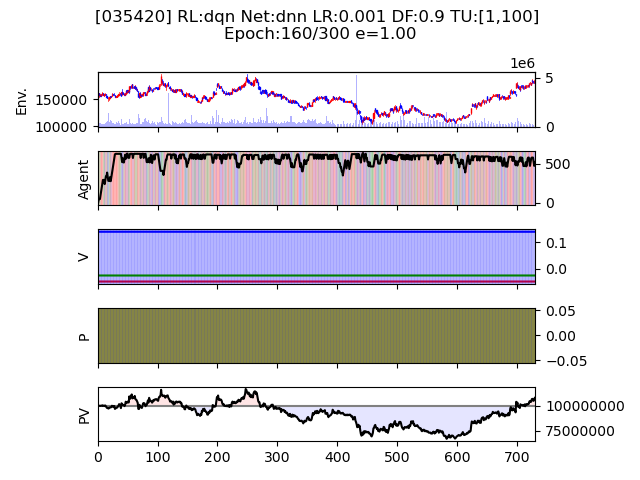 [035420] RL:dqn Net:dnn LR:0.001 DF:0.9 TU:[1,100]
Epoch:160/300 e=1.00
1e6
Env.
150000
100000
5
0
Agent
500
0
V
0.1
0.0
P
0.05
0.00
−0.05
PV
100000000
75000000
0 100 200 300 400 500 600 700